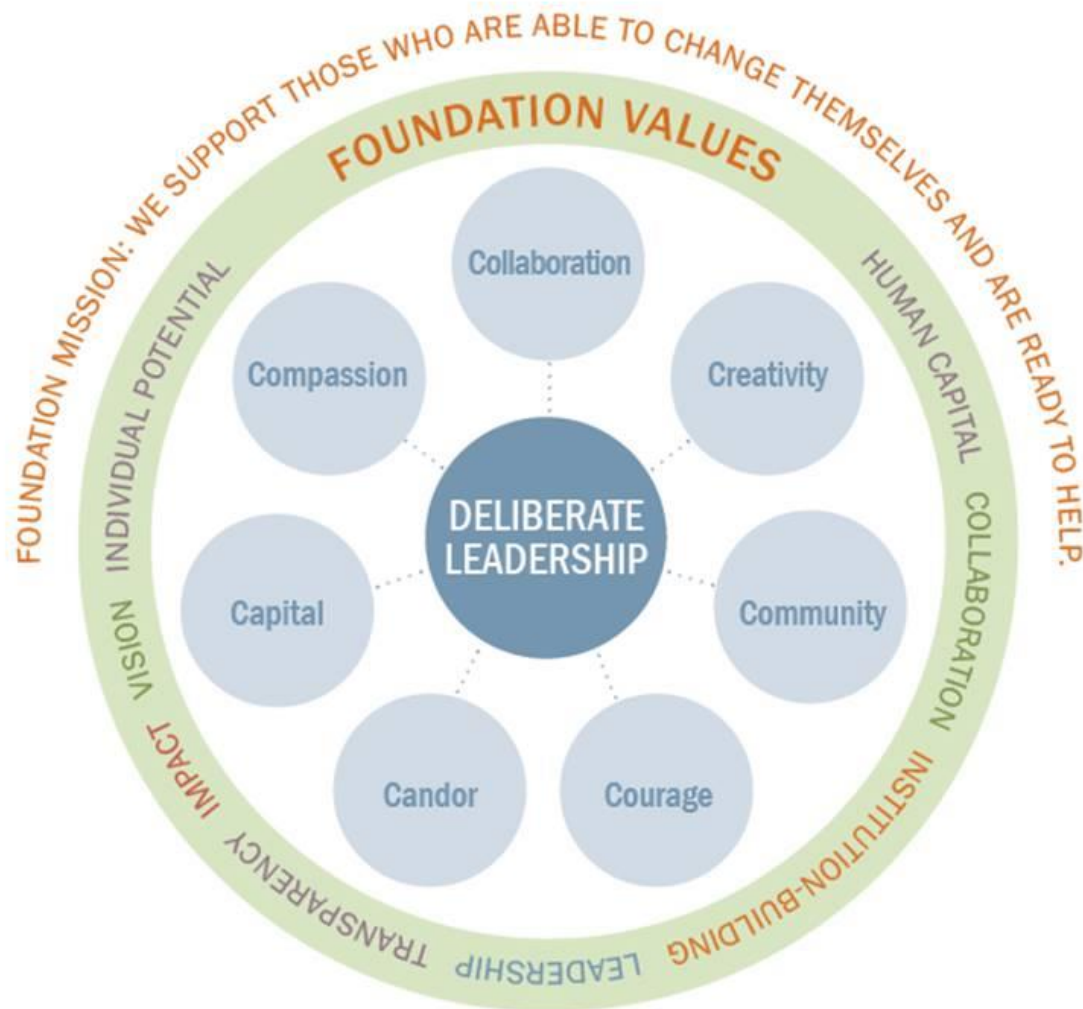 FOUNDATION MISSION: WE SUPPORT THOSE WHO ARE ABLE TO CHANGE THEMSELVES AND ARE READY TO HELP.
FOUNDATION VALUES
HUMAN CAPITAL
COLLABORATION
INSTITUTION-BUILDING
LEADERSHIP
TRANSPARENCY
IMPACT
VISION
INDIVIDUAL POTENTIAL
Collaboration
Creativity
Community
Courage
Candor
Capital
Compassion
DELIBERATE
LEADERSHIP